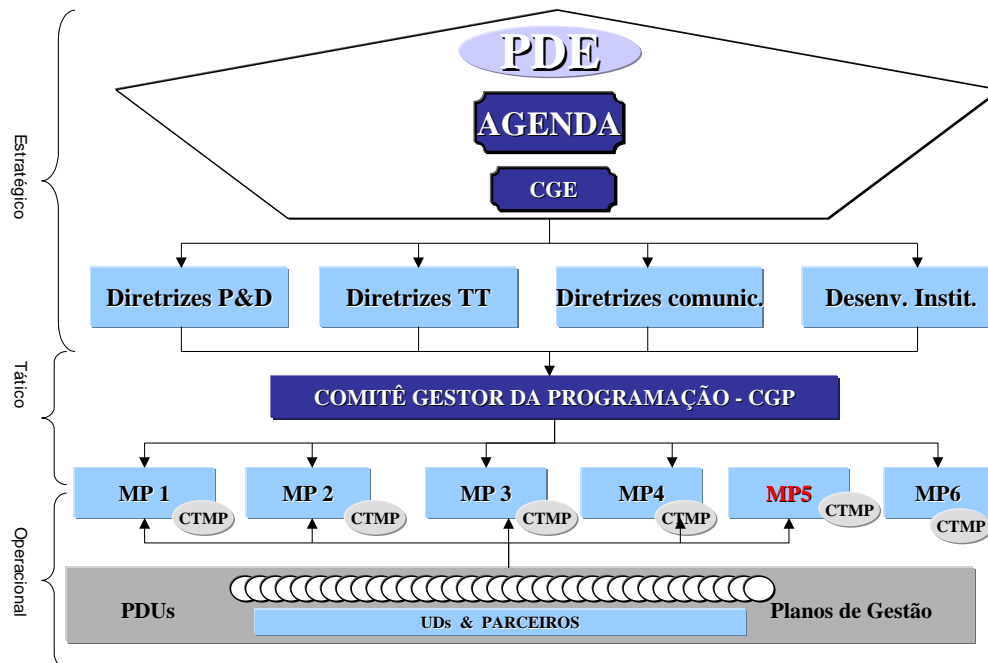 PDE
AGENDA
CGE
Estratégico
Diretrizes P&D
Diretrizes TT
Diretrizes comunic.
Desenv. Instit.
Tático
COMITÊ GESTOR DA PROGRAMAÇÃO - CGP
MP 1
MP 2
MP 3
MP4
MP5
MP6
CTMP
CTMP
CTMP
CTMP
CTMP
CTMP
Operacional
PDUs
Planos de Gestão
UDs & PARCEIROS